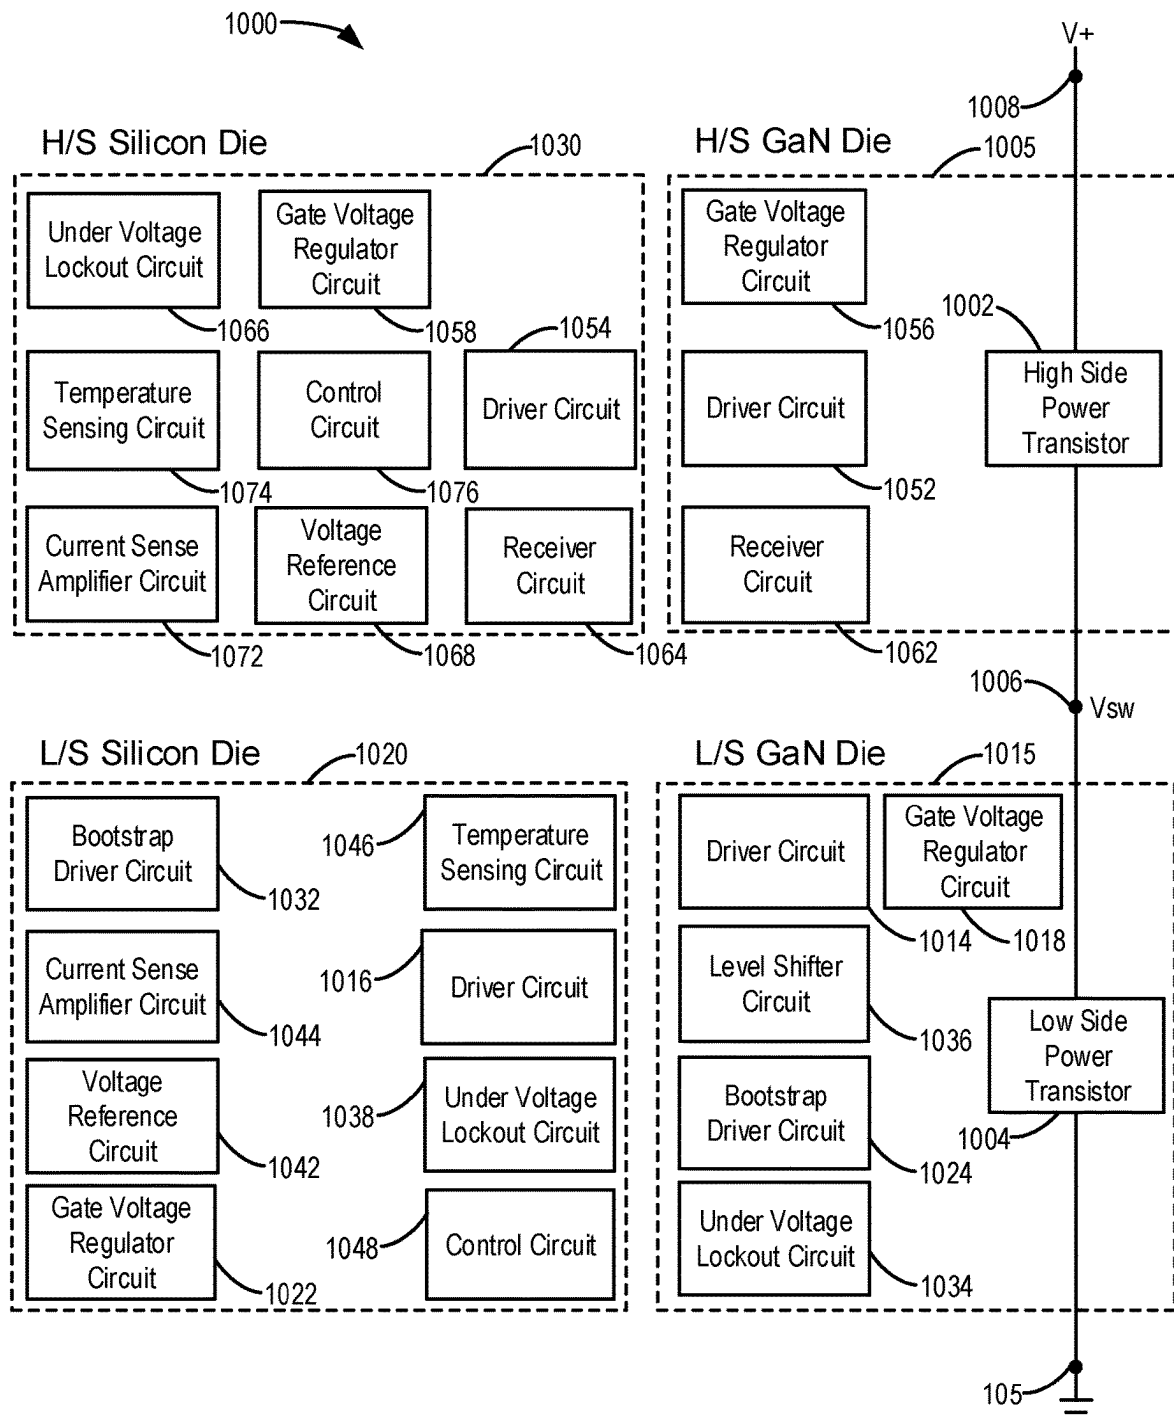 1000
V+
1008
H/S Silicon Die
1030
H/S GaN Die
1005
Under Voltage
Lockout Circuit
1066
Gate Voltage
Regulator
Circuit
1058
1054
Gate Voltage
Regulator
Circuit
1056
1002
Temperature
Sensing Circuit
1074
Control
Circuit
1076
Driver Circuit
Driver Circuit
1052
High Side
Power
Transistor
Current Sense
Amplifier Circuit
1072
Voltage
Reference
Circuit
1068
Receiver
Circuit
1064
Receiver
Circuit
1062
1006
Vsw
L/S Silicon Die
1020
L/S GaN Die
1015
Bootstrap
Driver Circuit
1032
1046
Temperature
Sensing Circuit
Driver Circuit
1014
Gate Voltage
Regulator
Circuit
1018
Current Sense
Amplifier Circuit
1044
1016
Driver Circuit
Level Shifter
Circuit
1036
Low Side
Power
Transistor
1004
Voltage
Reference
Circuit
1042
1038
Under Voltage
Lockout Circuit
Bootstrap
Driver Circuit
1024
Gate Voltage
Regulator
Circuit
1022
1048
Control Circuit
Under Voltage
Lockout Circuit
1034
105